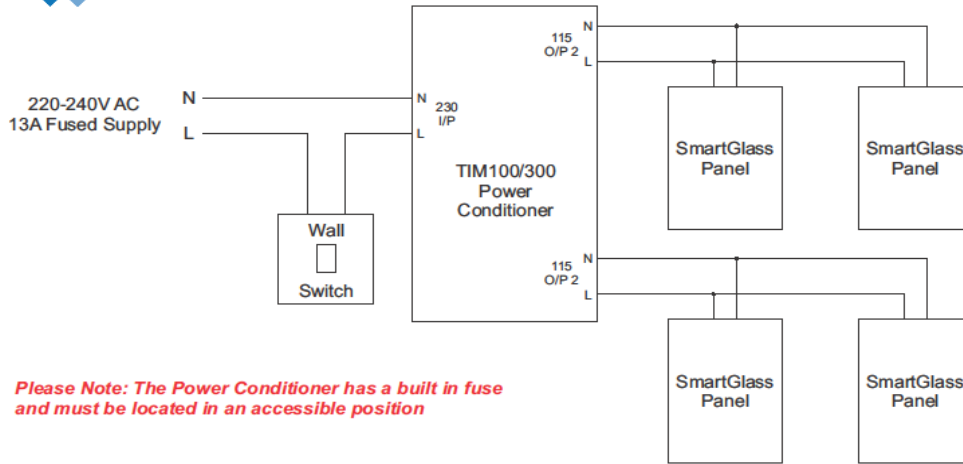 220-240V AC
13A Fused Supply
N
L
Wall
Switch
N
230
I/P
L
TIM100/300
Power
Conditioner
115
O/P 2
N
L
SmartGlass
Panel
SmartGlass
Panel
115
O/P 2
N
L
SmartGlass
Panel
SmartGlass
Panel
Please Note: The Power Conditioner has a built in fuse
and must be located in an accessible position